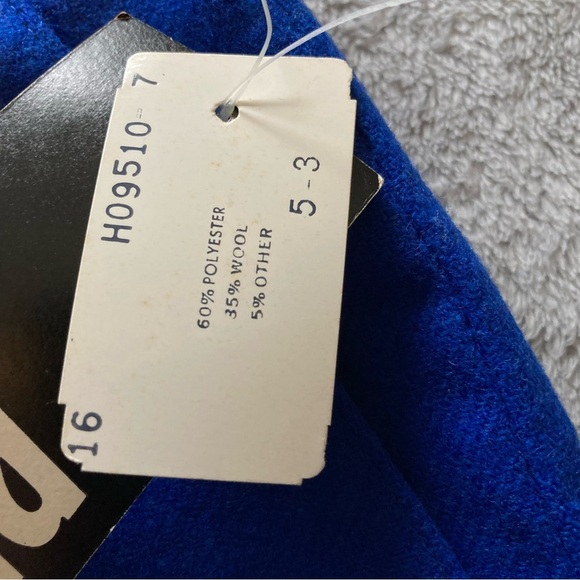 H09510- 7
60% POLYESTER
35% WOOL
5% OTHER
5-3
16